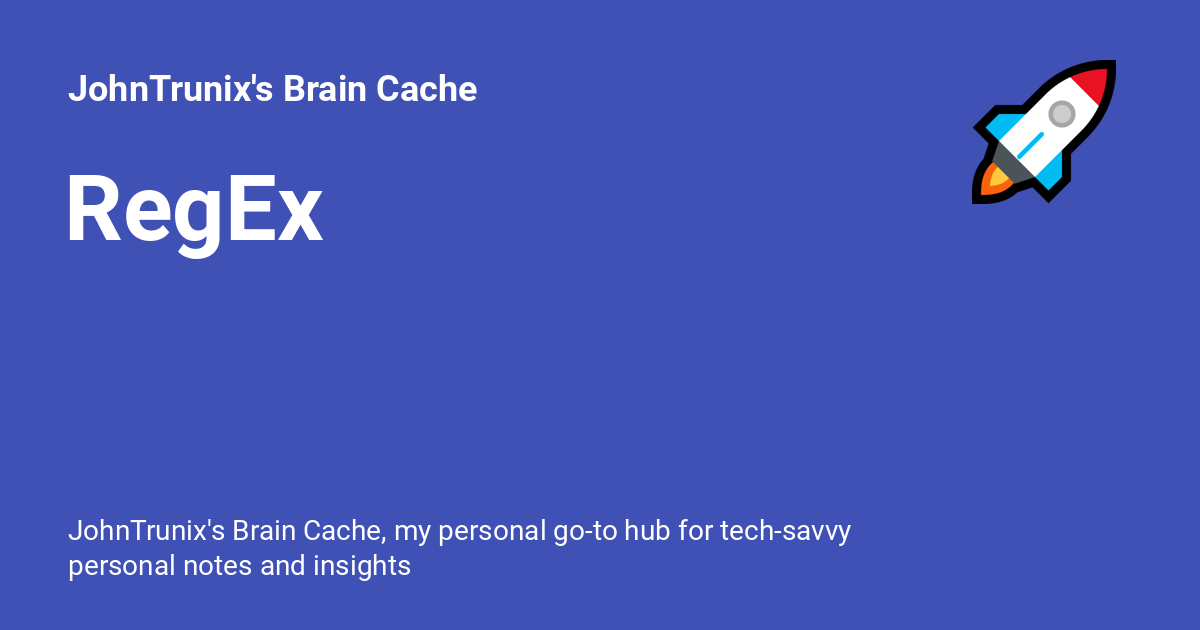 JohnTrunix's Brain Cache
RegEx
JohnTrunix's Brain Cache, my personal go-to hub for tech-savvy
personal notes and insights